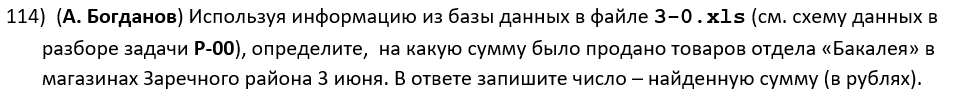 114) (А. Богданов) Используя информацию из базы данных в файле 3-0.xls (см. схему данных в
разборе задачи P-00), определите, на какую сумму было продано товаров отдела «Бакалея» в
магазинах Заречного района 3 июня. В ответе запишите число – найденную сумму (в рублях).